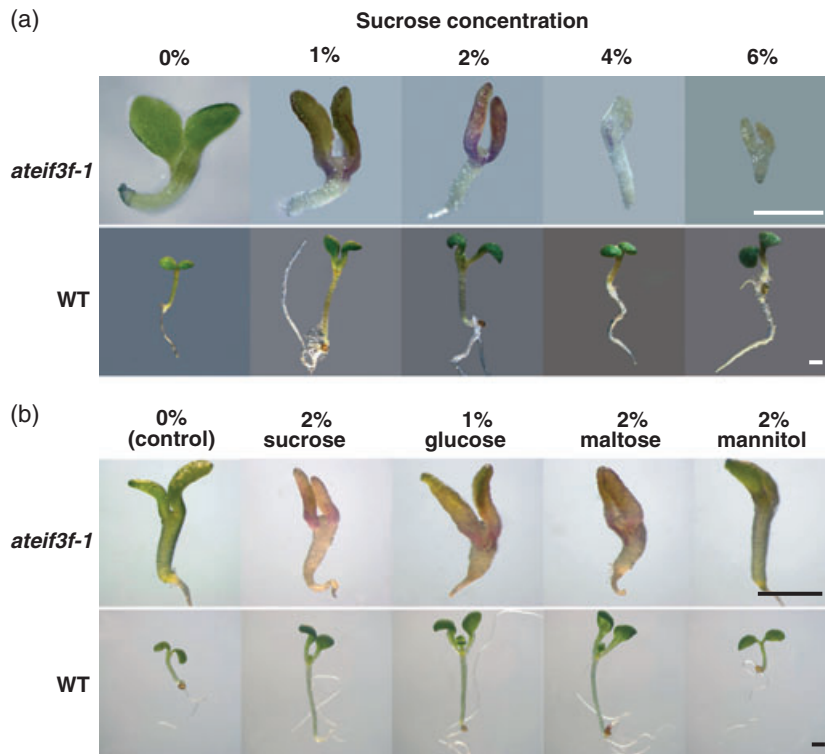 (a)
Sucrose concentration
0% 1% 2% 4% 6%
ateif3f-1
WT
(b)
0% 2% 1% 2% 2%
(control) sucrose glucose maltose mannitol
ateif3f-1
WT